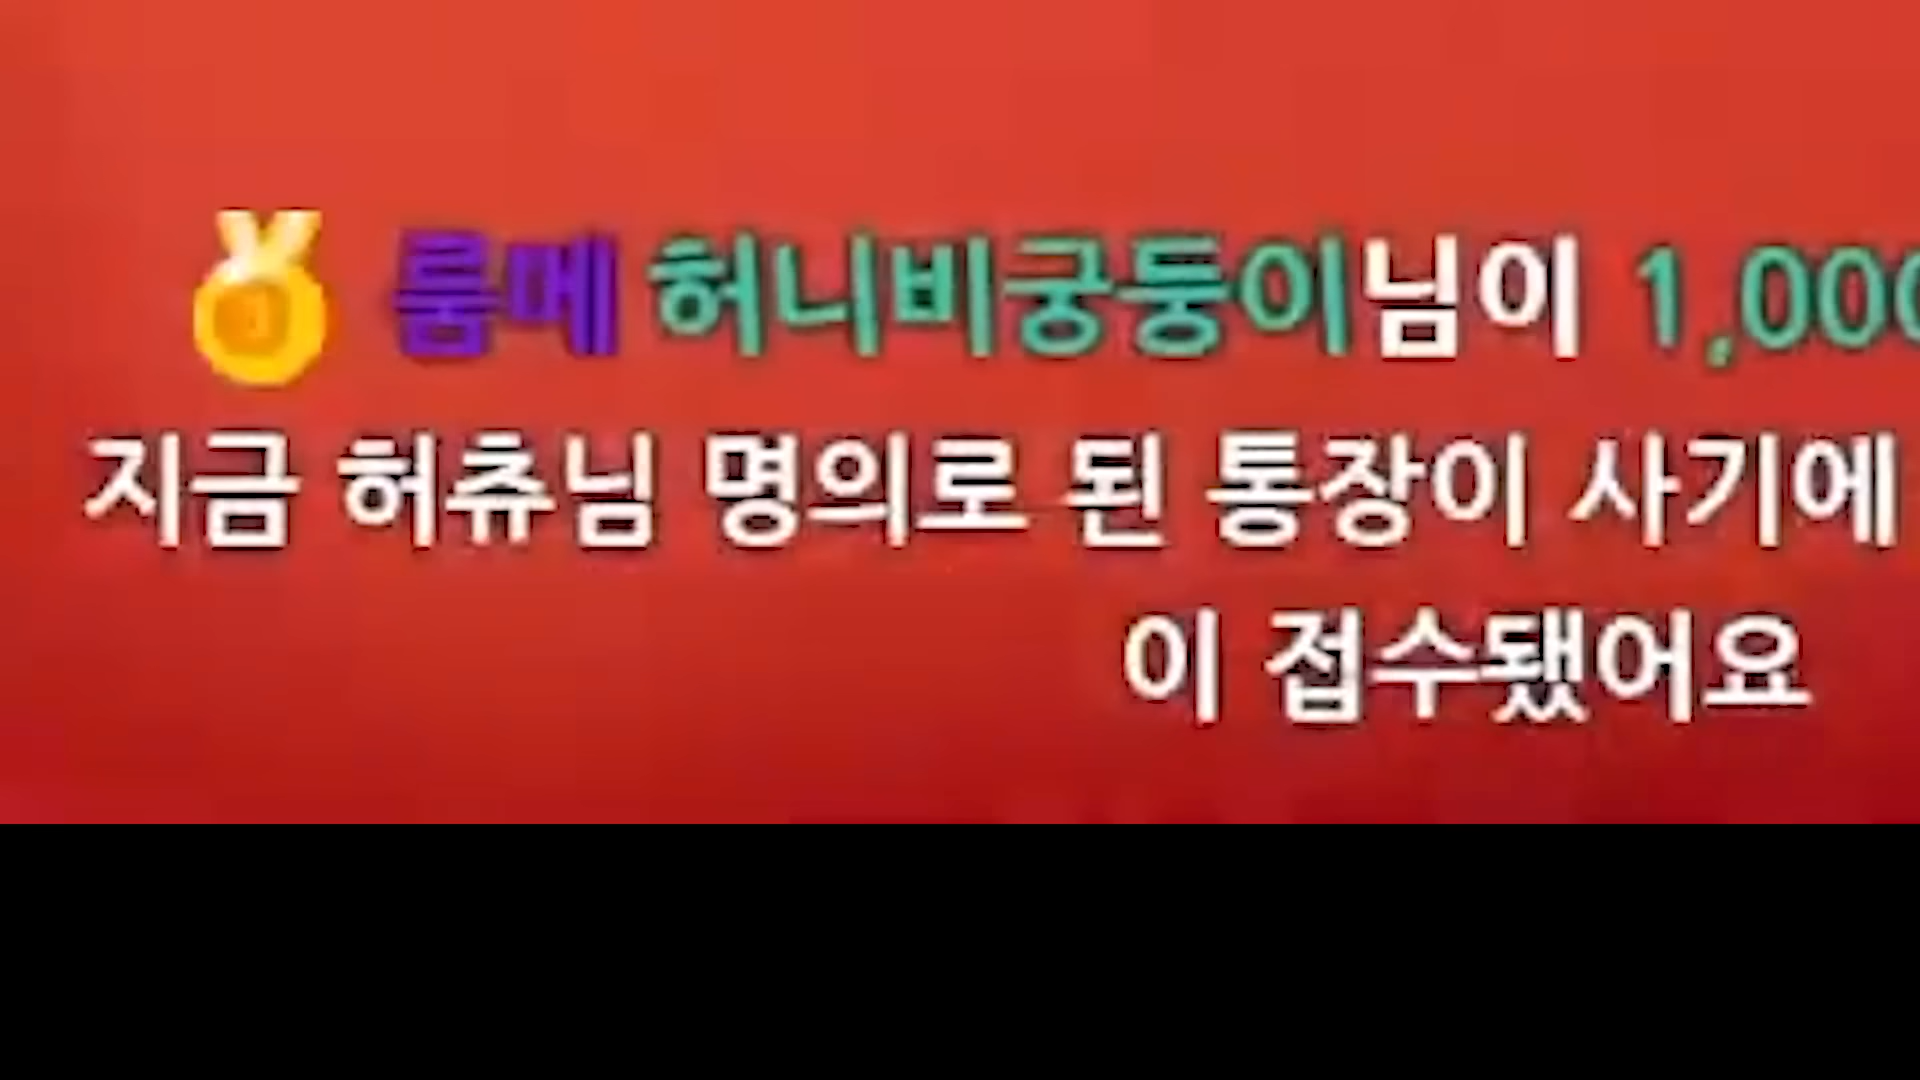 룸메 허니비궁둥이님이 1,000
지금 허츄님 명의로 된 통장이 사기에
이 접수됐어요